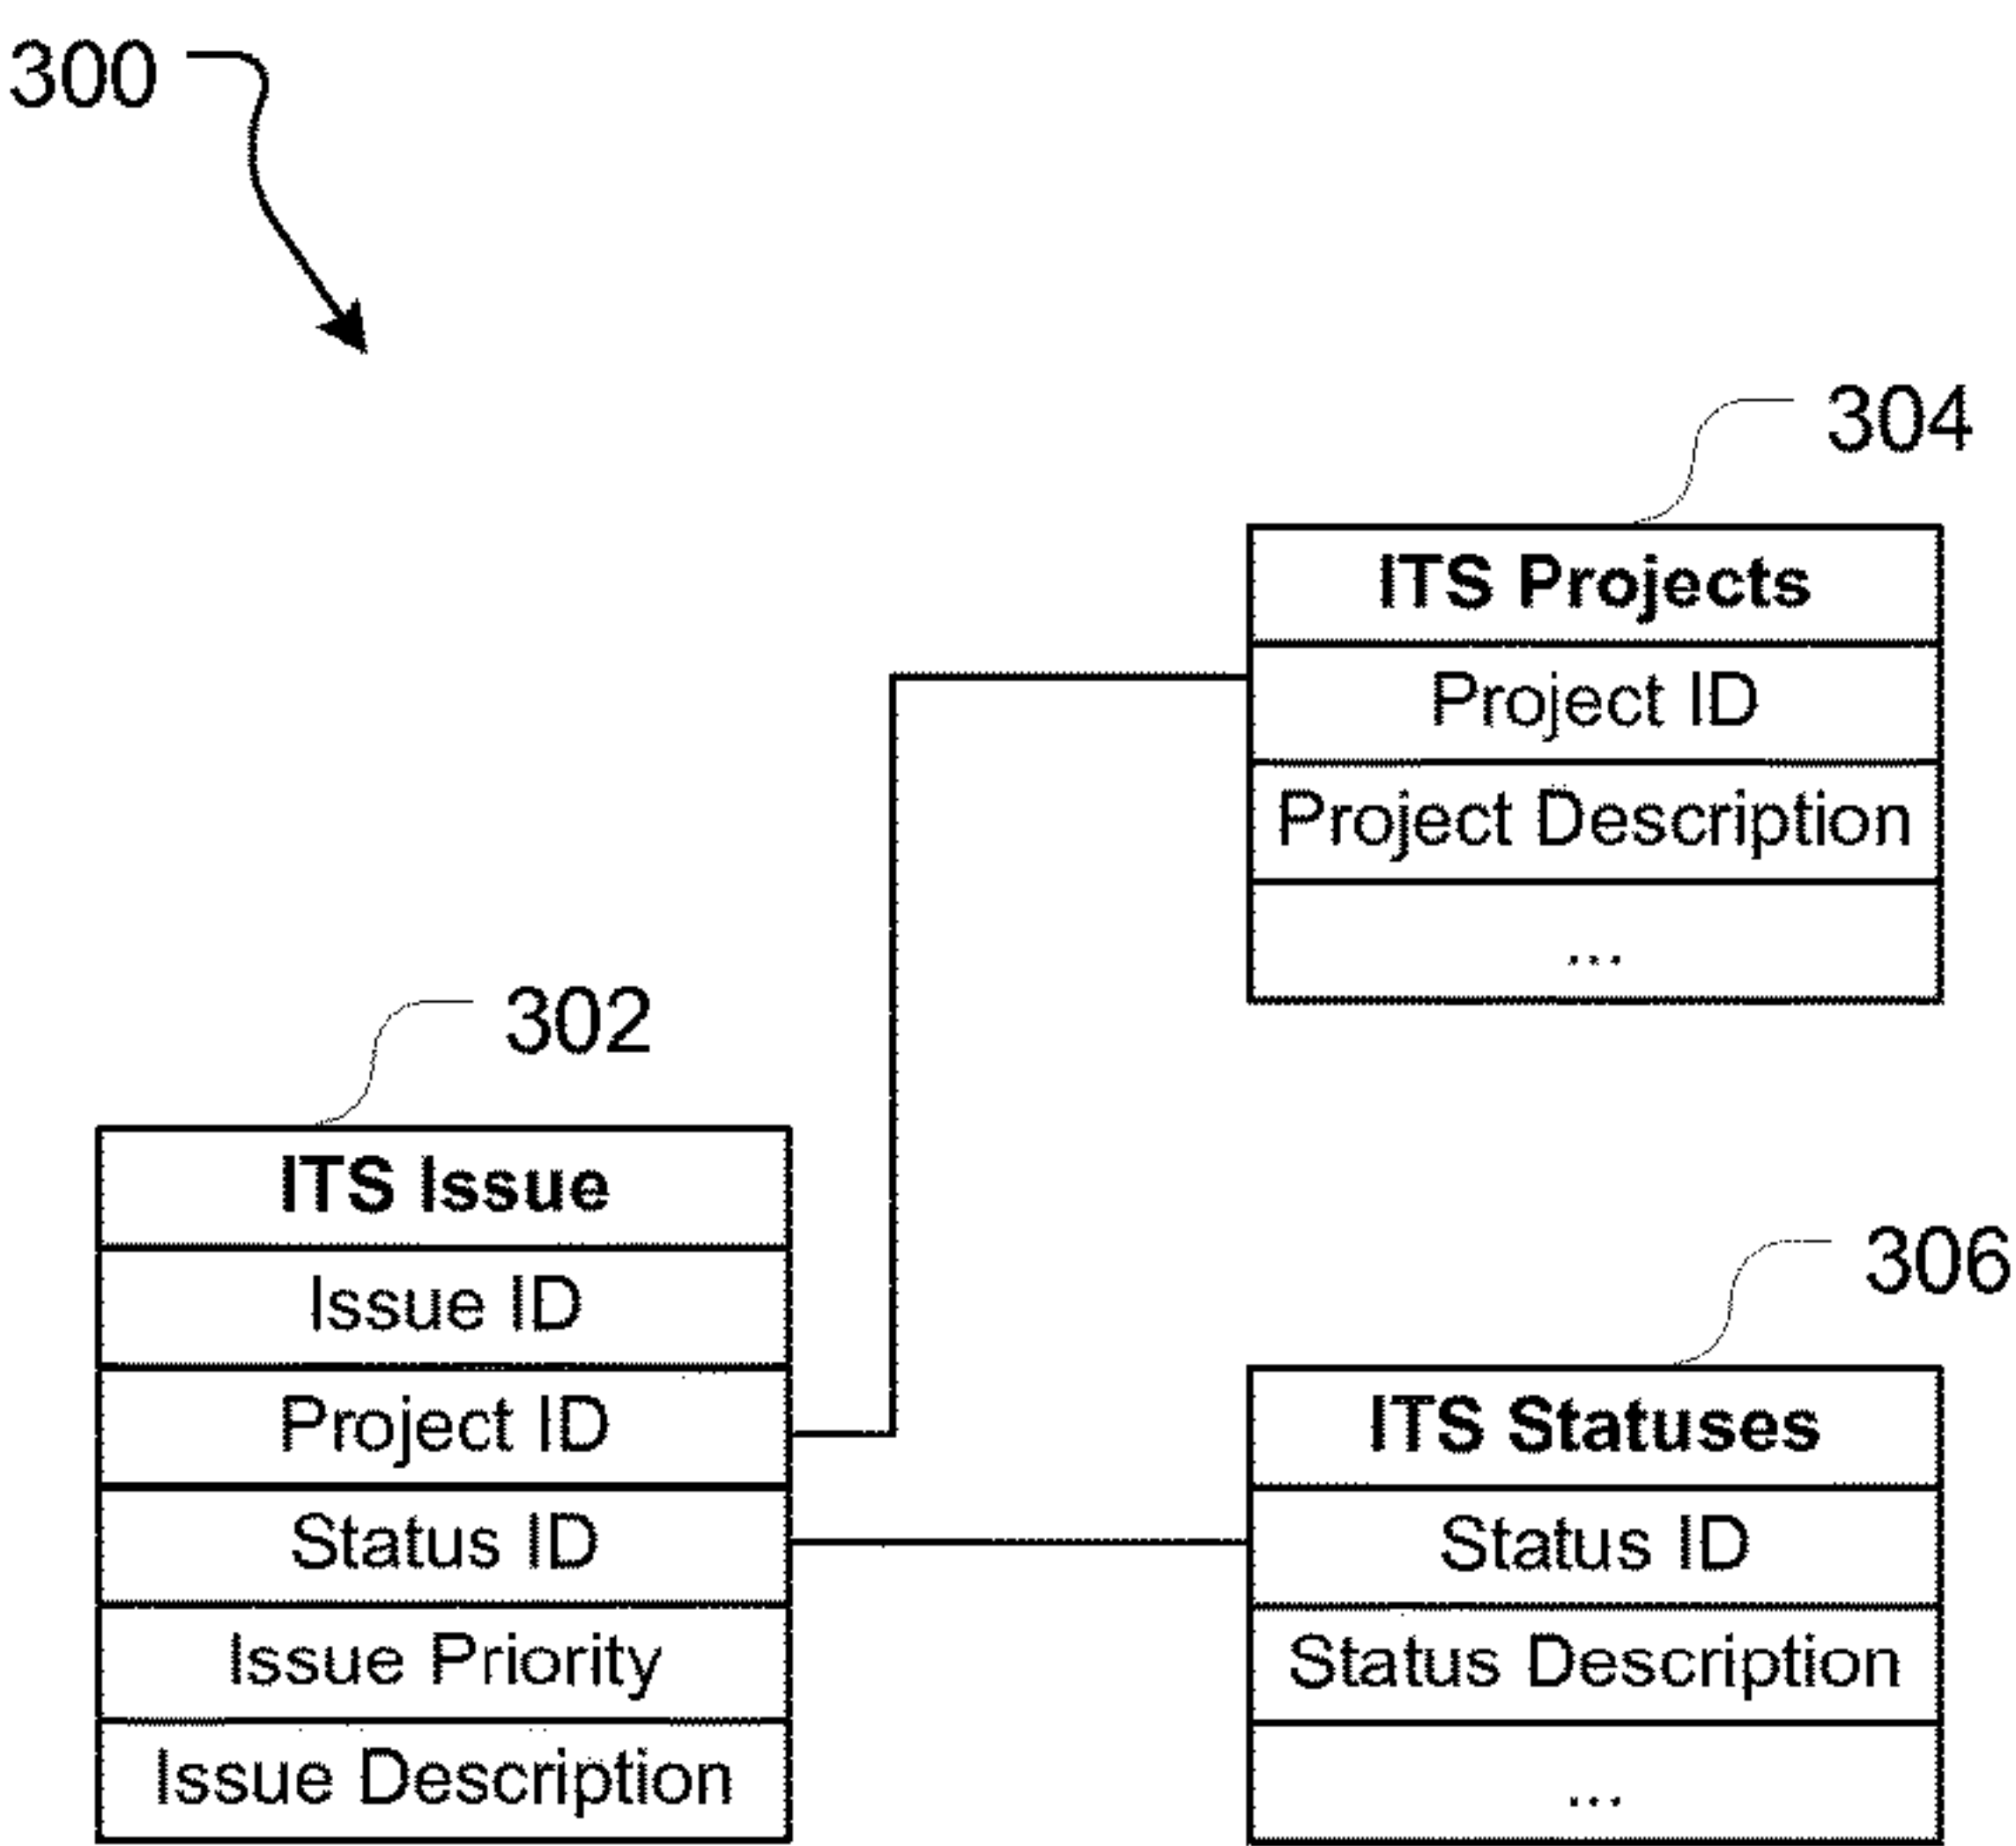 300
304
ITS Projects
Project ID
Project Description
...
302
ITS Issue
Issue ID
Project ID
Status ID
Issue Priority
Issue Description
306
ITS Statuses
Status ID
Status Description
...